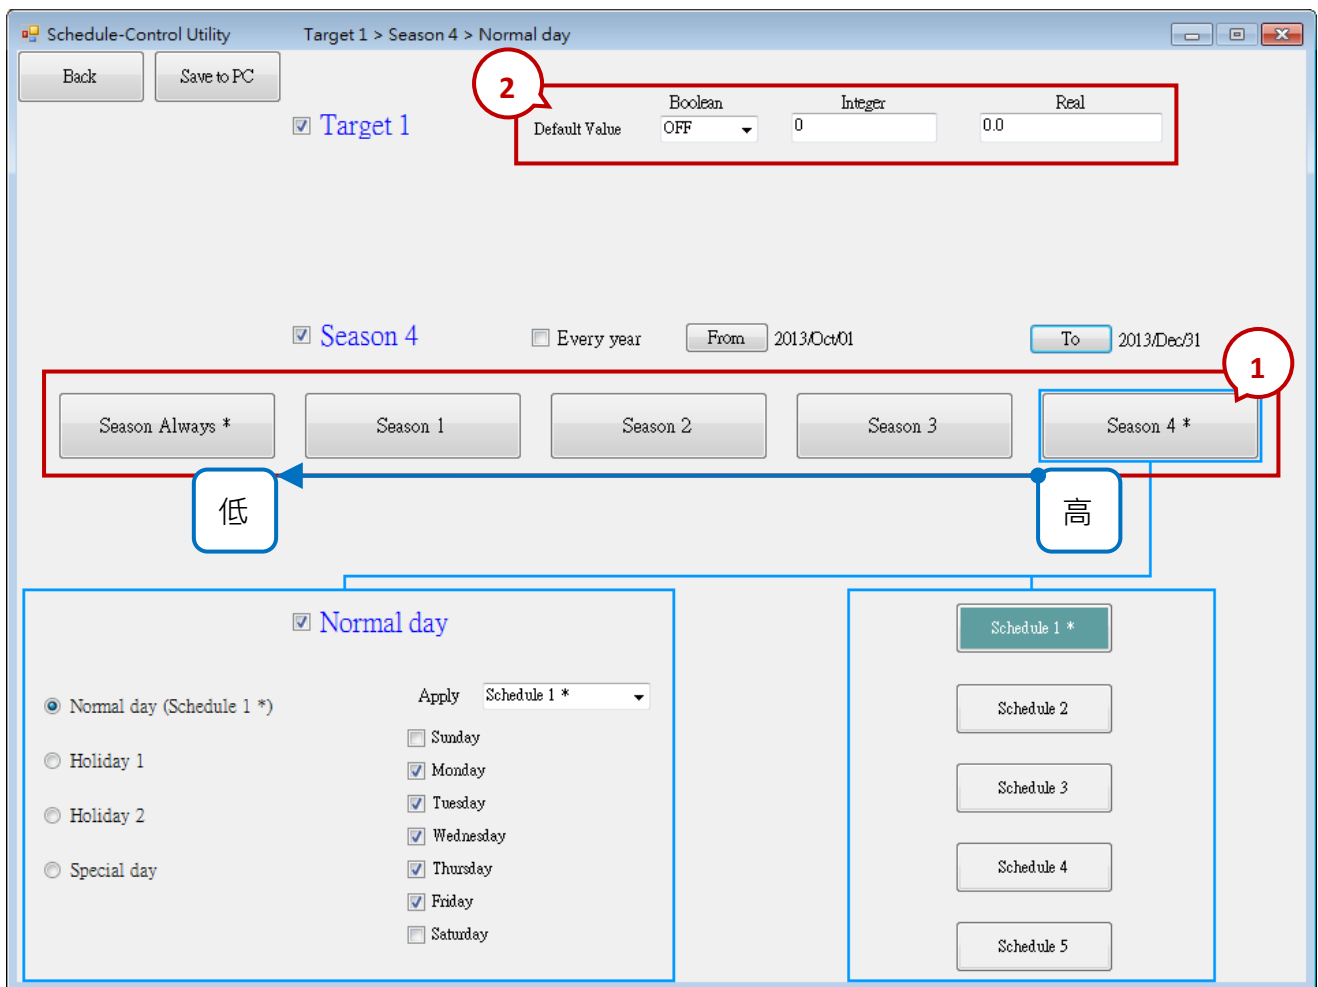 Schedule-Control Utility Target 1 > Season 4 > Normal day
Back Save to PC
2
Boolean Integer Real
Target 1 Default Value OFF 0 0.0
Season 4 Every year From 2013/Oct/01 To 2013/Dec/31
1
Season Always * Season 1 Season 2 Season 3 Season 4 *
低 高
Normal day
Normal day (Schedule 1 *)
Holiday 1
Holiday 2
Special day
Apply Schedule 1 *
Sunday
Monday
Tuesday
Wednesday
Thursday
Friday
Saturday
Schedule 1 *
Schedule 2
Schedule 3
Schedule 4
Schedule 5